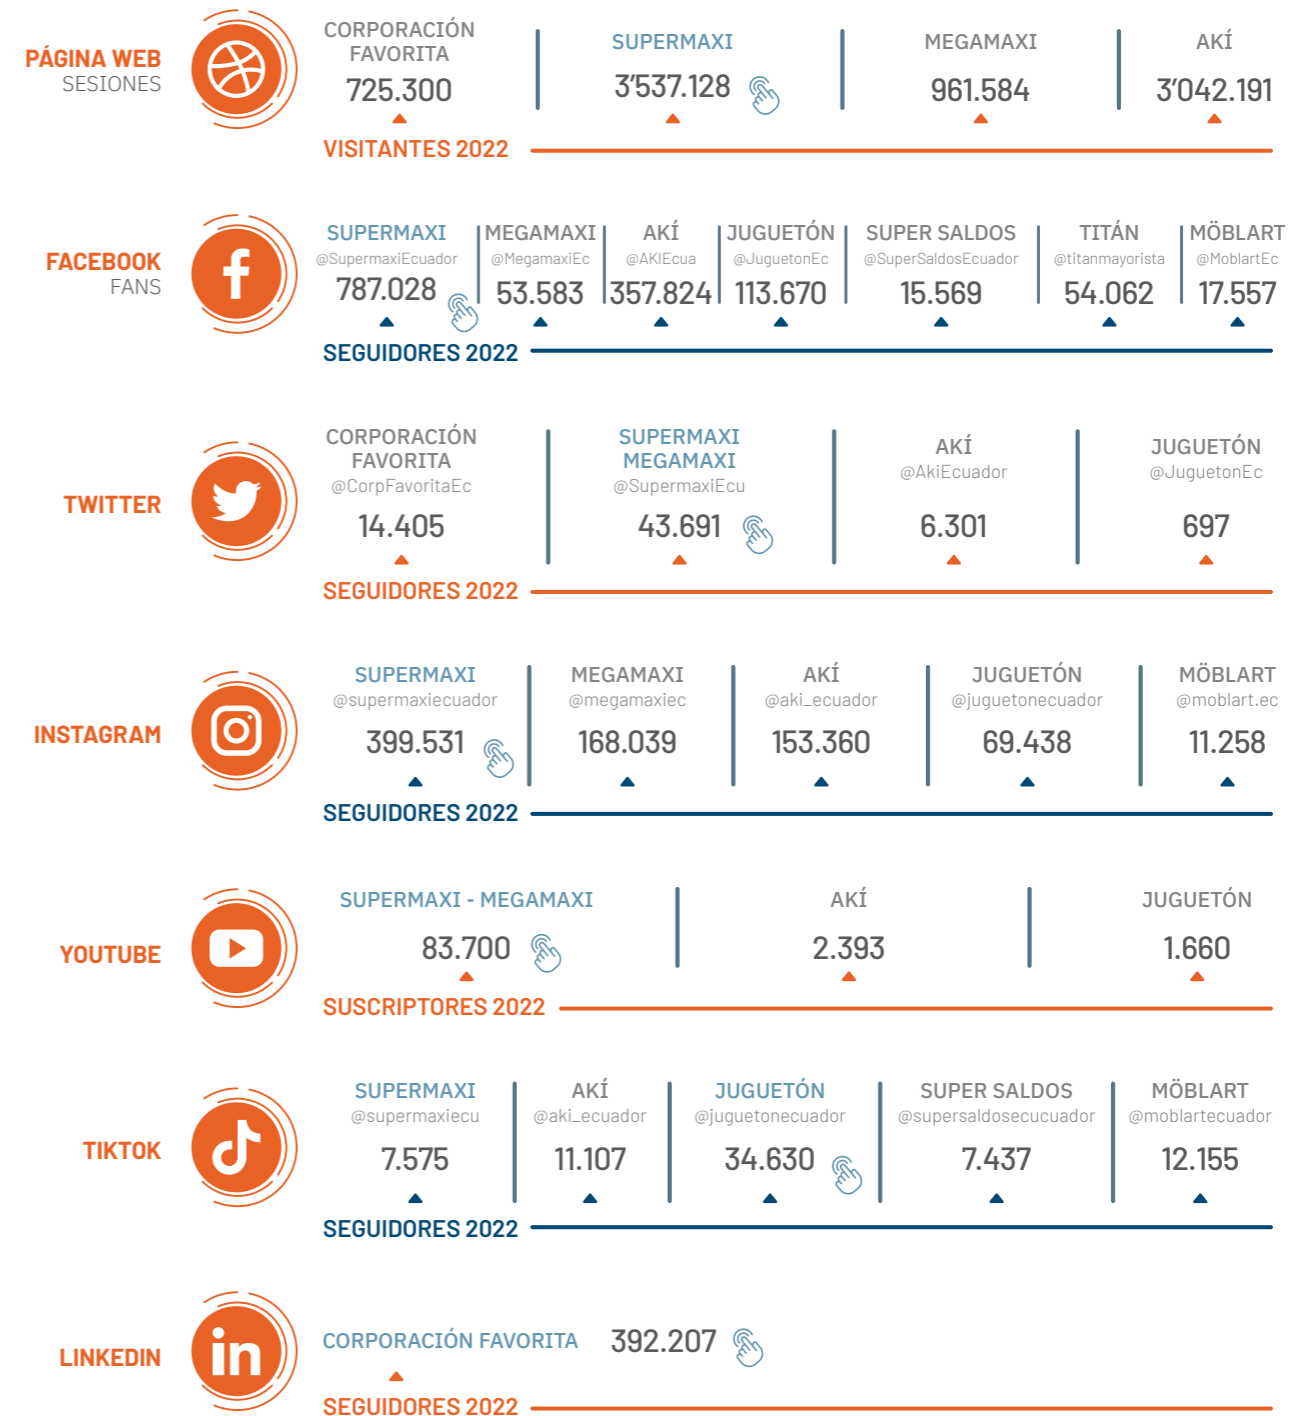 PÁGINA WEB
SESIONES
CORPORACIÓN
FAVORITA
725.300
SUPERMAXI
3'537.128
MEGAMAXI
961.584
AKÍ
3'042.191
VISITANTES 2022
FACEBOOK
FANS
SUPERMAXI
@SupermaxiEcuador
787.028
MEGAMAXI
@MegamaxiEc
53.583
AKÍ
@AKIEcua
357.824
JUGUETÓN
@JuguetonEc
113.670
SUPER SALDOS
@SuperSaldosEcuador
15.569
TITÁN
@titanmayorista
54.062
MÖBLART
@MoblartEc
17.557
SEGUIDORES 2022
TWITTER
CORPORACIÓN
FAVORITA
@CorpFavoritaEc
14.405
SUPERMAXI
MEGAMAXI
@SupermaxiEcu
43.691
AKÍ
@AkiEcuador
6.301
JUGUETÓN
@JuguetonEc
697
SEGUIDORES 2022
INSTAGRAM
SUPERMAXI
@supermaxiecuador
399.531
MEGAMAXI
@megamaxiec
168.039
AKÍ
@aki_ecuador
153.360
JUGUETÓN
@juguetonecuador
69.438
MÖBLART
@moblart.ec
11.258
SEGUIDORES 2022
YOUTUBE
SUPERMAXI - MEGAMAXI
83.700
AKÍ
2.393
JUGUETÓN
1.660
SUSCRIPTORES 2022
TIKTOK
SUPERMAXI
@supermaxiecu
7.575
AKÍ
@aki_ecuador
11.107
JUGUETÓN
@juguetonecuador
34.630
SUPER SALDOS
@supersaldosecucuador
7.437
MÖBLART
@moblartecuador
12.155
SEGUIDORES 2022
LINKEDIN
in
CORPORACIÓN FAVORITA 392.207
SEGUIDORES 2022